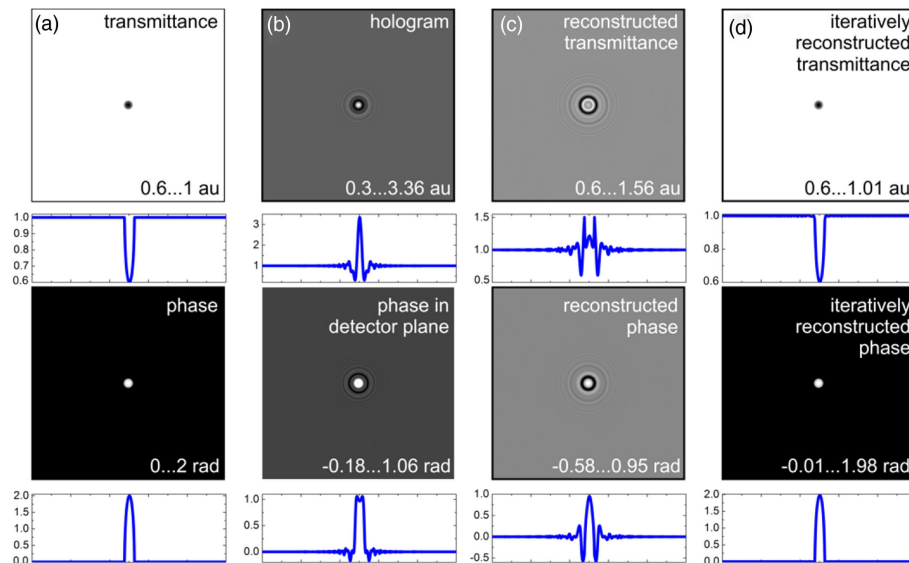 (a) transmittance
0.6...1 au
1.0
0.9
0.8
0.7
0.6
phase
0...2 rad
2.0
1.5
1.0
0.5
0.0
(b) hologram
0.3...3.36 au
3
2
1
phase in
detector plane
-0.18...1.06 rad
1.0
0.5
0.0
(c) reconstructed
transmittance
0.6...1.56 au
1.5
1.0
0.5
reconstructed
phase
-0.58...0.95 rad
1.0
0.5
0.0
-0.5
(d) iteratively
reconstructed
transmittance
0.6...1.01 au
1.0
0.8
0.6
iteratively
reconstructed
phase
-0.01...1.98 rad
2.0
1.5
1.0
0.5
0.0